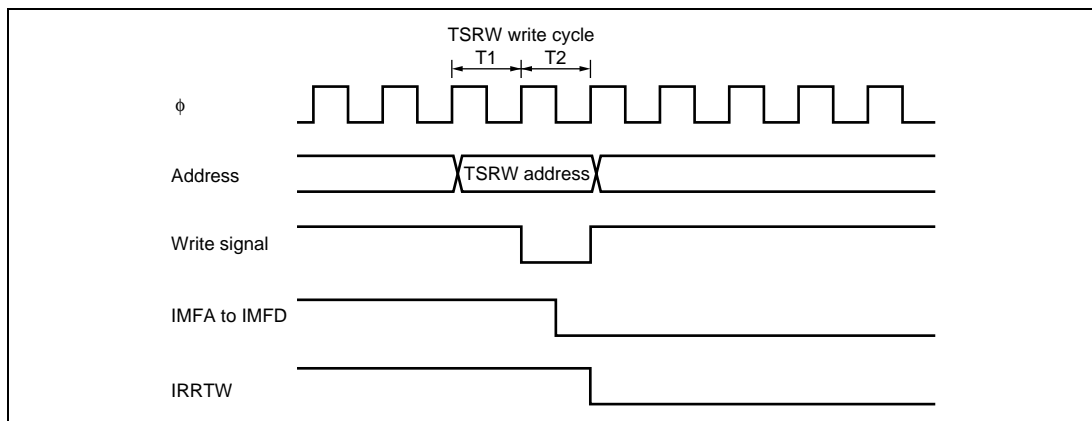 TSRW write cycle
T1 T2
ϕ
Address
TSRW address
Write signal
IMFA to IMFD
IRRTW